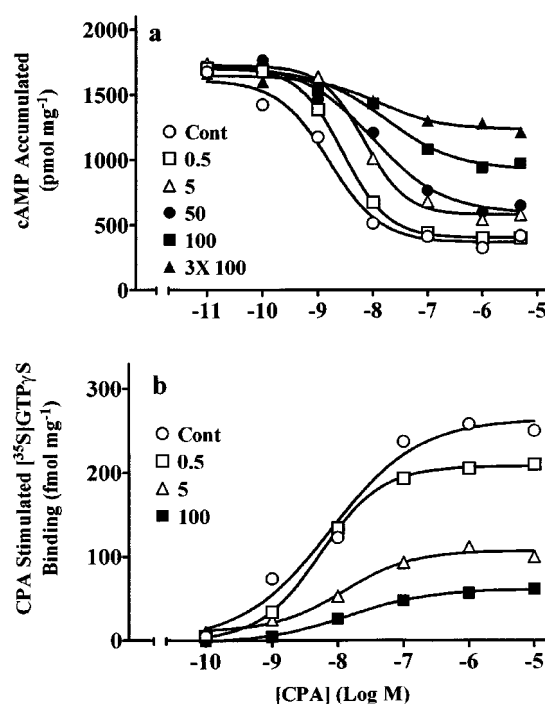 a
2000
1500
1000
500
0
cAMP Accumulated
(pmol mg⁻¹)
Cont
0.5
5
50
100
3X 100
-11 -10 -9 -8 -7 -6 -5
b
300
200
100
0
CPA Stimulated [³⁵S]GTPγS
Binding (fmol mg⁻¹)
Cont
0.5
5
100
-10 -9 -8 -7 -6 -5
[CPA] (Log M)